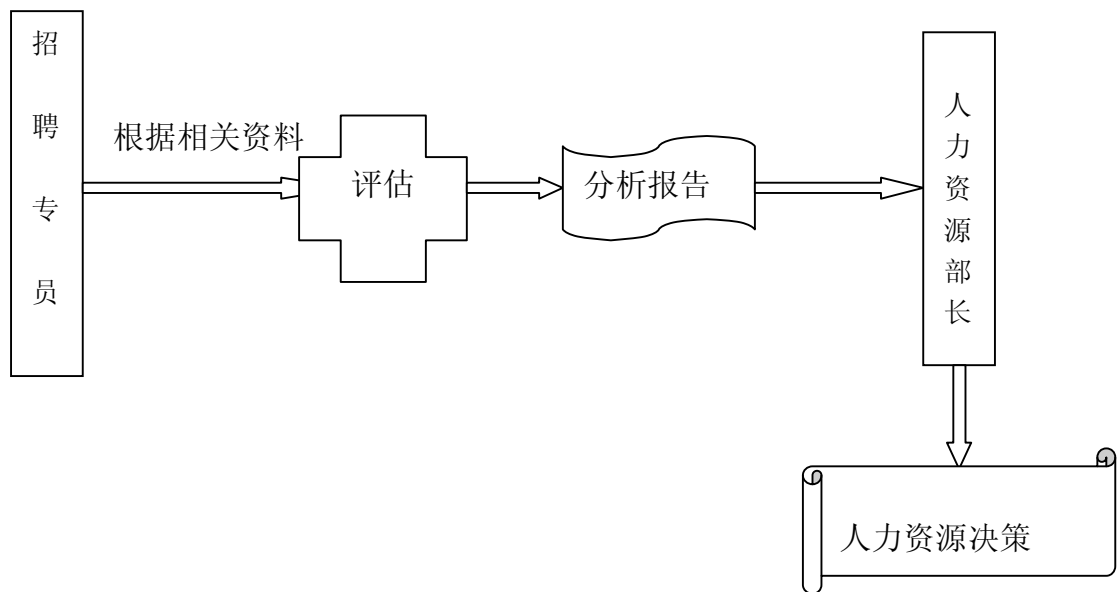 招聘专员
根据相关资料
评估
分析报告
人力资源部长
人力资源决策